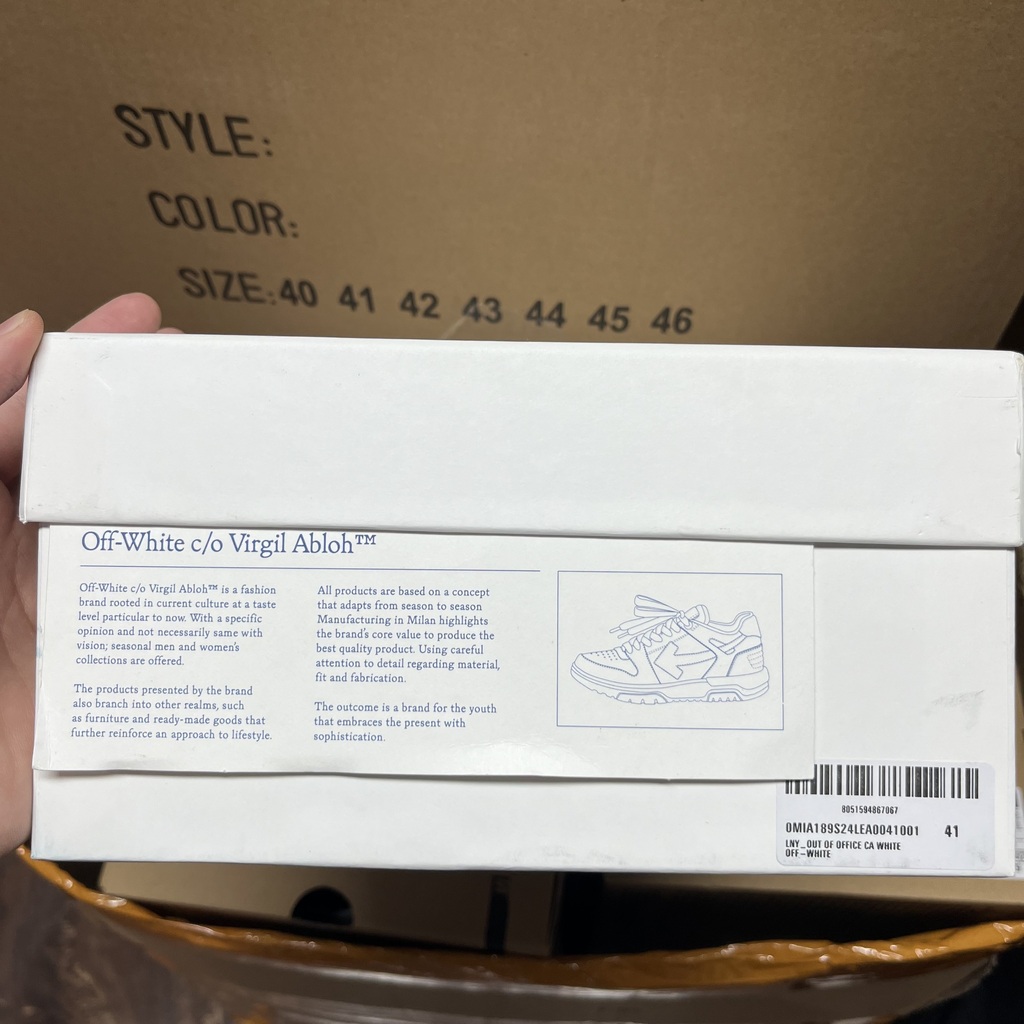 STYLE:
COLOR:
SIZE:40 41 42 43 44 45 46
Off-White c/o Virgil Abloh™
Off-White c/o Virgil Abloh™ is a fashion
brand rooted in current culture at a taste
level particular to now. With a specific
opinion and not necessarily same with
vision; seasonal men and women's
collections are offered.
The products presented by the brand
also branch into other realms, such
as furniture and ready-made goods that
further reinforce an approach to lifestyle.
All products are based on a concept
that adapts from season to season
Manufacturing in Milan highlights
the brand's core value to produce the
best quality product. Using careful
attention to detail regarding material,
fit and fabrication.
The outcome is a brand for the youth
that embraces the present with
sophistication.
8051594867067
OMIA189S24LEA0041001 41
LNY_OUT OF OFFICE CA WHITE
OFF-WHITE